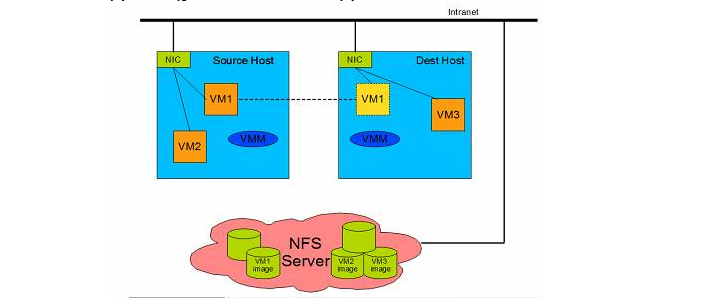 Intranet
NIC
Source Host
NIC
Dest Host
VM1
VM1
VM3
VM2
VMM
VMM
NFS
Server
VM1
image
VM2
image
VM3
image